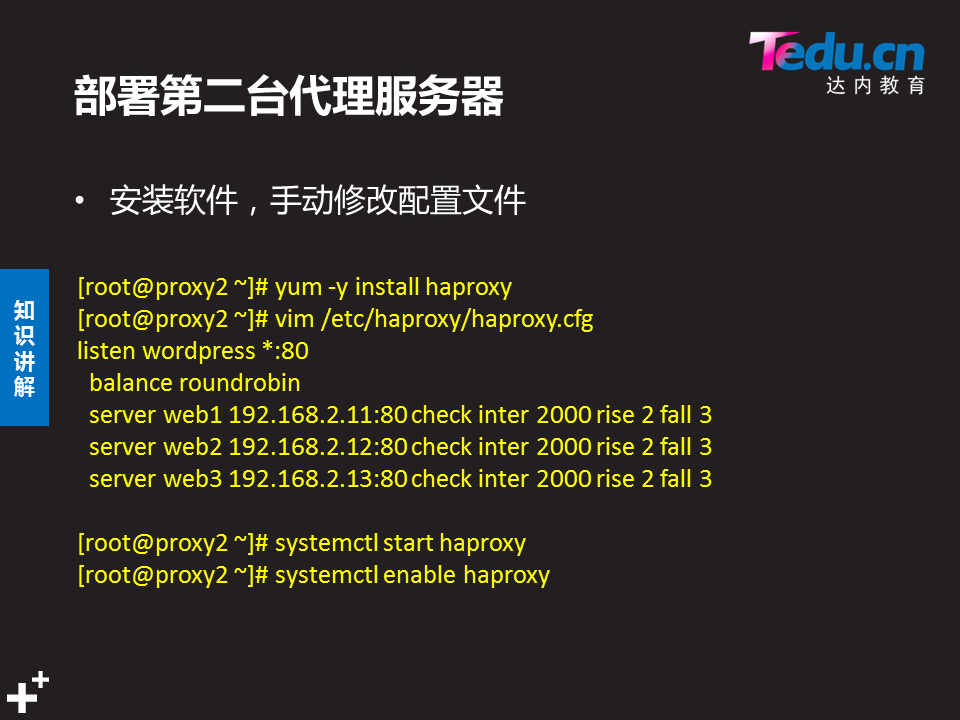 Tedu.cn
达内教育
部署第二台代理服务器
• 安装软件，手动修改配置文件
知识讲解
[root@proxy2 ~]# yum -y install haproxy
[root@proxy2 ~]# vim /etc/haproxy/haproxy.cfg
listen wordpress *:80
  balance roundrobin
  server web1 192.168.2.11:80 check inter 2000 rise 2 fall 3
  server web2 192.168.2.12:80 check inter 2000 rise 2 fall 3
  server web3 192.168.2.13:80 check inter 2000 rise 2 fall 3
[root@proxy2 ~]# systemctl start haproxy
[root@proxy2 ~]# systemctl enable haproxy